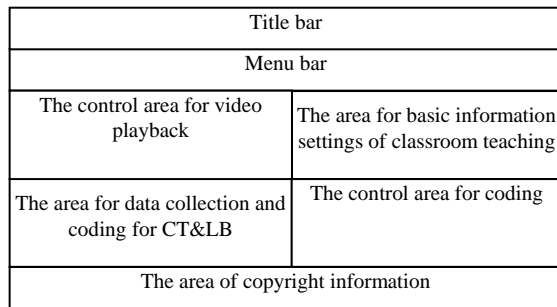 Title bar
Menu bar
The control area for video
playback
The area for basic information
settings of classroom teaching
The area for data collection and
coding for CT&LB
The control area for coding
The area of copyright information